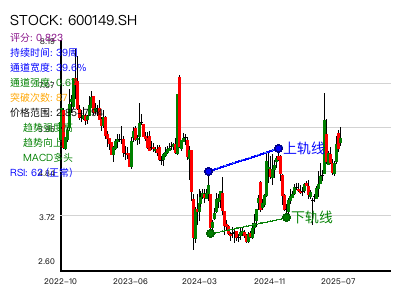 STOCK: 600149.SH
评分: 0.823
持续时间: 39周
通道宽度: 39.6%
通道强度: 0.6
突破次数:
价格范围:
趋势强度
趋势向上
MACD多头
RSI: 62.4(正常)
上轨线
下轨线
3.72
2.60
2022-10
2023-06
2024-03
2024-11
2025-07